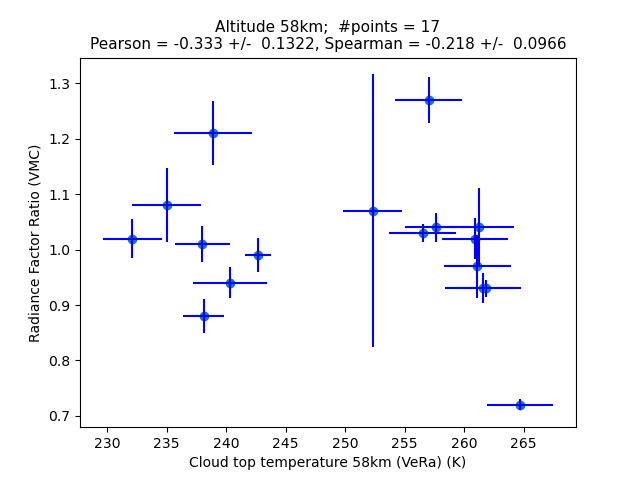 Altitude 58km;  #points = 17
Pearson = -0.333 +/-  0.1322, Spearman = -0.218 +/-  0.0966
Radiance Factor Ratio (VMC)
1.3
1.2
1.1
1.0
0.9
0.8
0.7
230 235 240 245 250 255 260 265
Cloud top temperature 58km (VeRa) (K)